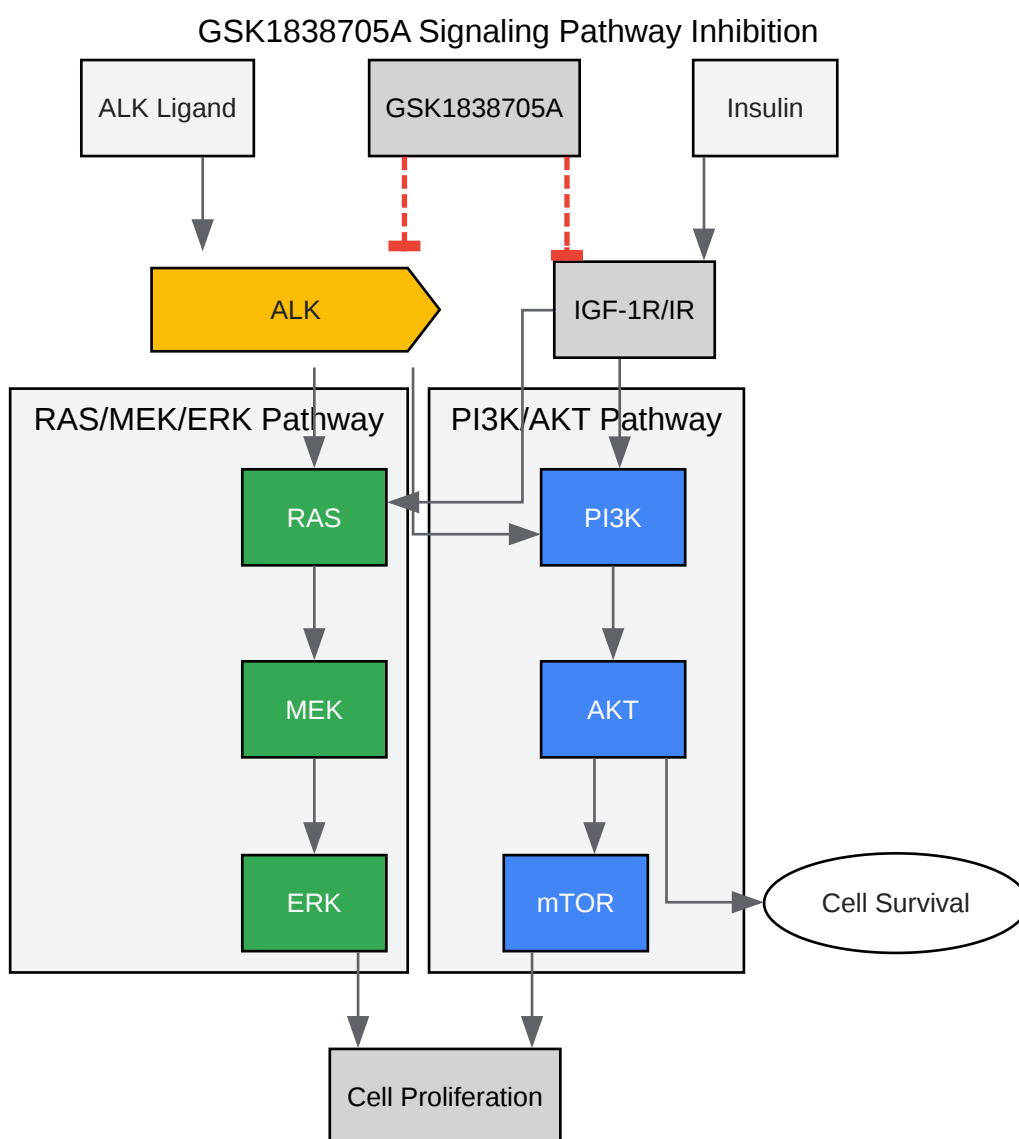 GSK1838705A Signaling Pathway Inhibition
ALK Ligand
GSK1838705A
Insulin
ALK
IGF-1R/IR
RAS/MEK/ERK Pathway
PI3K/AKT Pathway
RAS
PI3K
MEK
AKT
ERK
mTOR
Cell Survival
Cell Proliferation